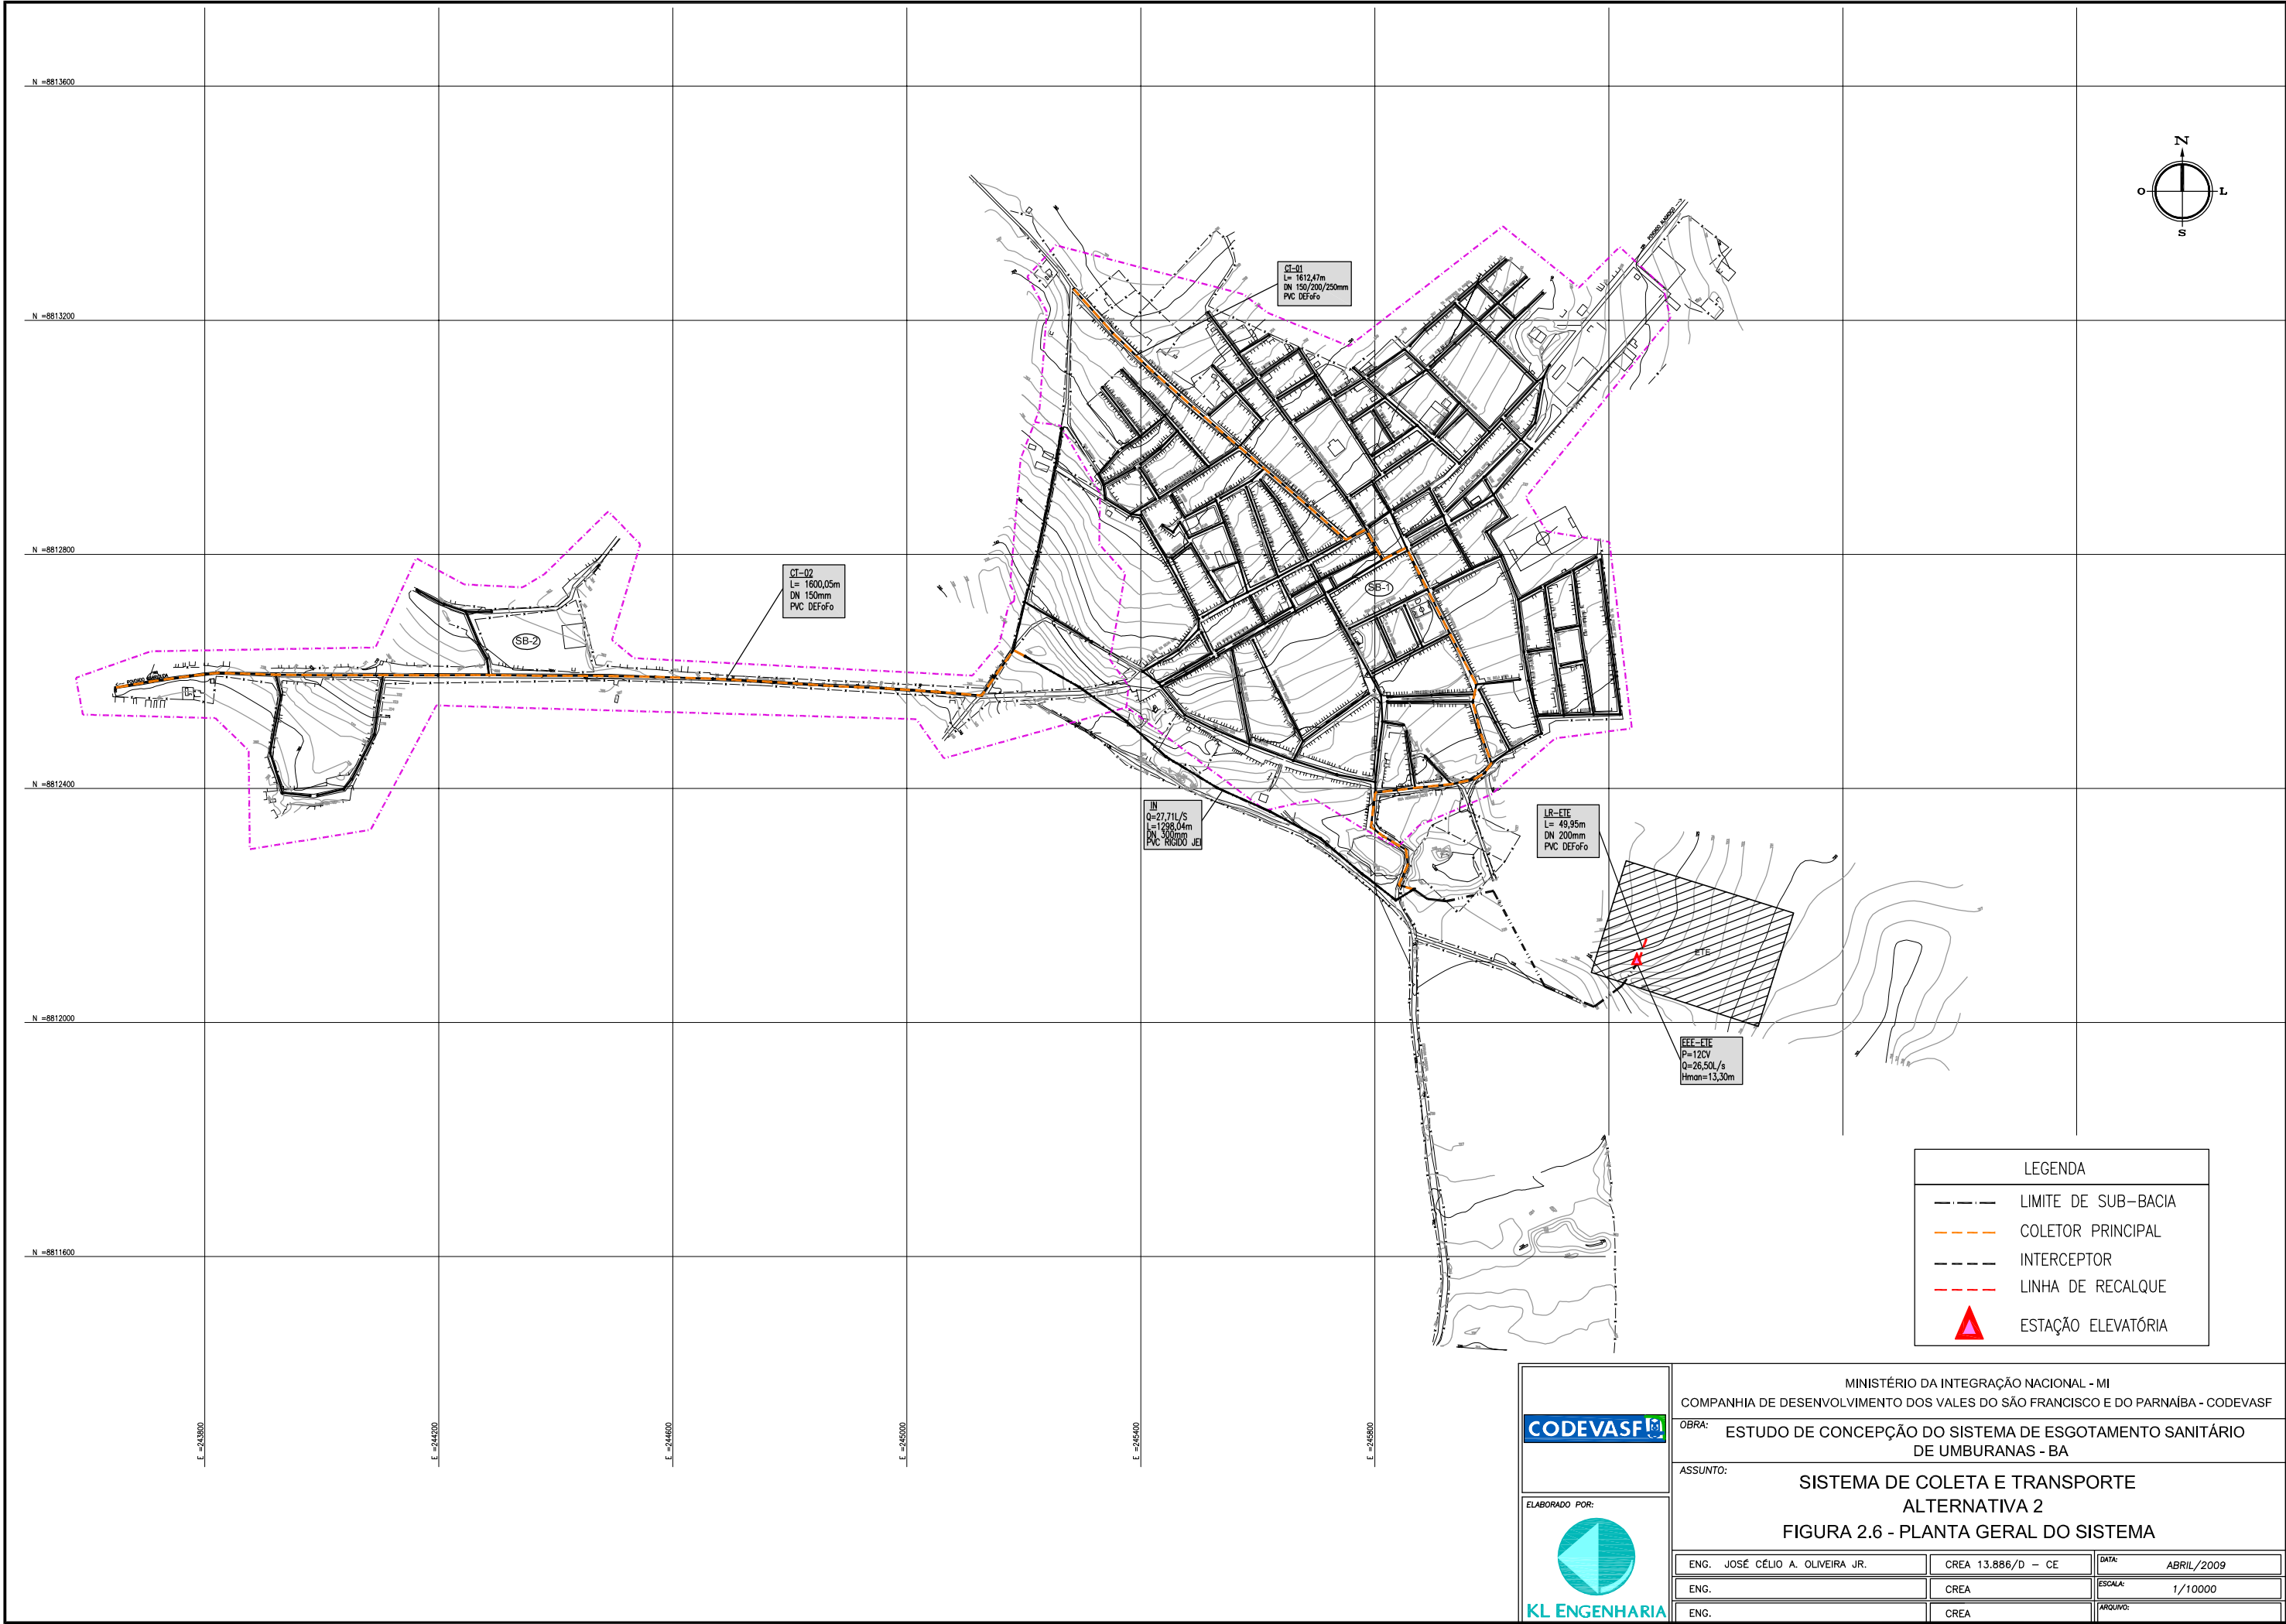 N =8813600
N =8813200
N =8812800
N =8812400
N =8812000
N =8811600
E =243800
E =244200
E =244600
E =245000
E =245400
E =245800
N
O
L
S
CT-01
L= 1612,47m
DN 150/200/250mm
PVC DEFoFo
CT-02
L= 1600,05m
DN 150mm
PVC DEFoFo
SB-2
SB-1
IN
Q=27,71L/S
L=1298,04m
DN 300mm
PVC RIGIDO JEI
LR-ETE
L= 49,95m
DN 200mm
PVC DEFoFo
ETE
EEE-ETE
P=12CV
Q=26,50L/s
Hman=13,30m
LEGENDA
LIMITE DE SUB-BACIA
COLETOR PRINCIPAL
INTERCEPTOR
LINHA DE RECALQUE
ESTAÇÃO ELEVATÓRIA
CODEVASF
MINISTÉRIO DA INTEGRAÇÃO NACIONAL - MI
COMPANHIA DE DESENVOLVIMENTO DOS VALES DO SÃO FRANCISCO E DO PARNAÍBA - CODEVASF
OBRA: ESTUDO DE CONCEPÇÃO DO SISTEMA DE ESGOTAMENTO SANITÁRIO
DE UMBURANAS - BA
ASSUNTO:
SISTEMA DE COLETA E TRANSPORTE
ALTERNATIVA 2
FIGURA 2.6 - PLANTA GERAL DO SISTEMA
ELABORADO POR:
KL ENGENHARIA
ENG. JOSÉ CÉLIO A. OLIVEIRA JR. CREA 13.886/D - CE DATA: ABRIL/2009
ENG. CREA ESCALA: 1/10000
ENG. CREA ARQUIVO: